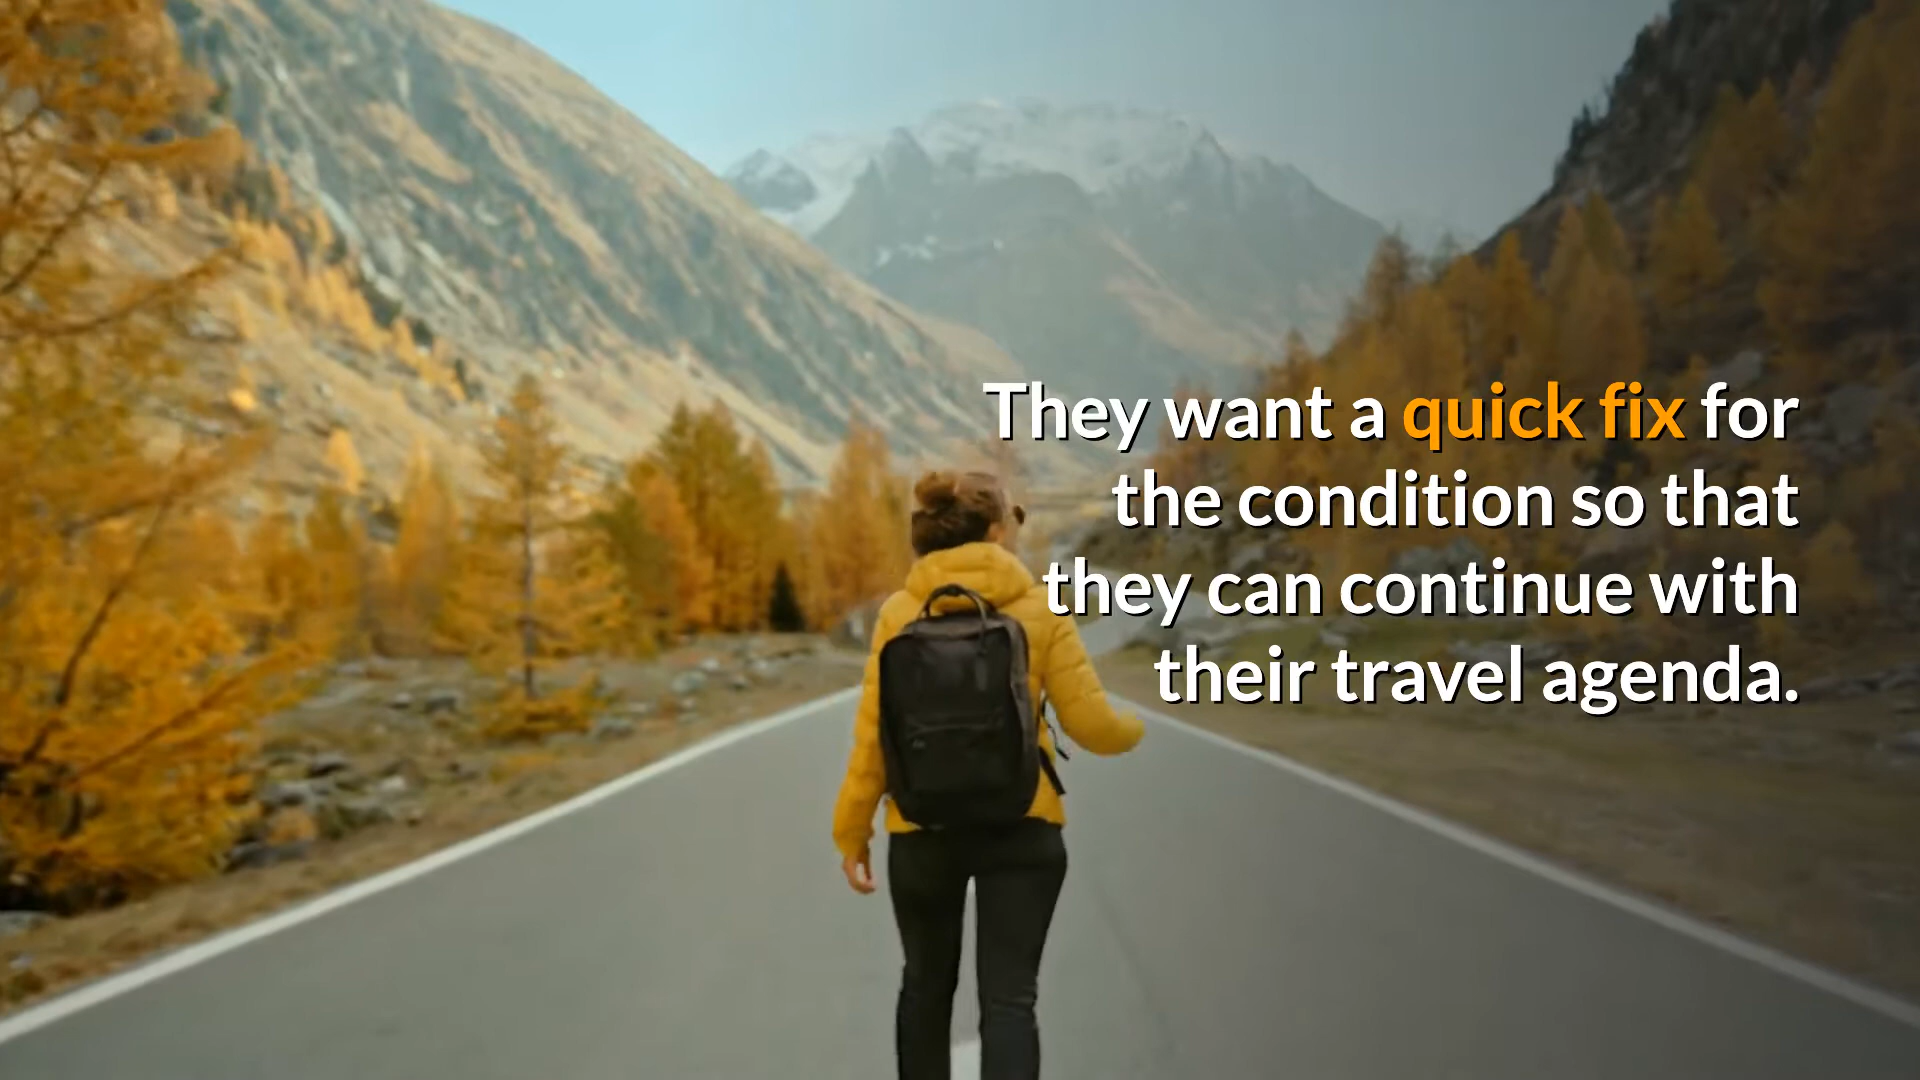 They want a quick fix for
the condition so that
they can continue with
their travel agenda.